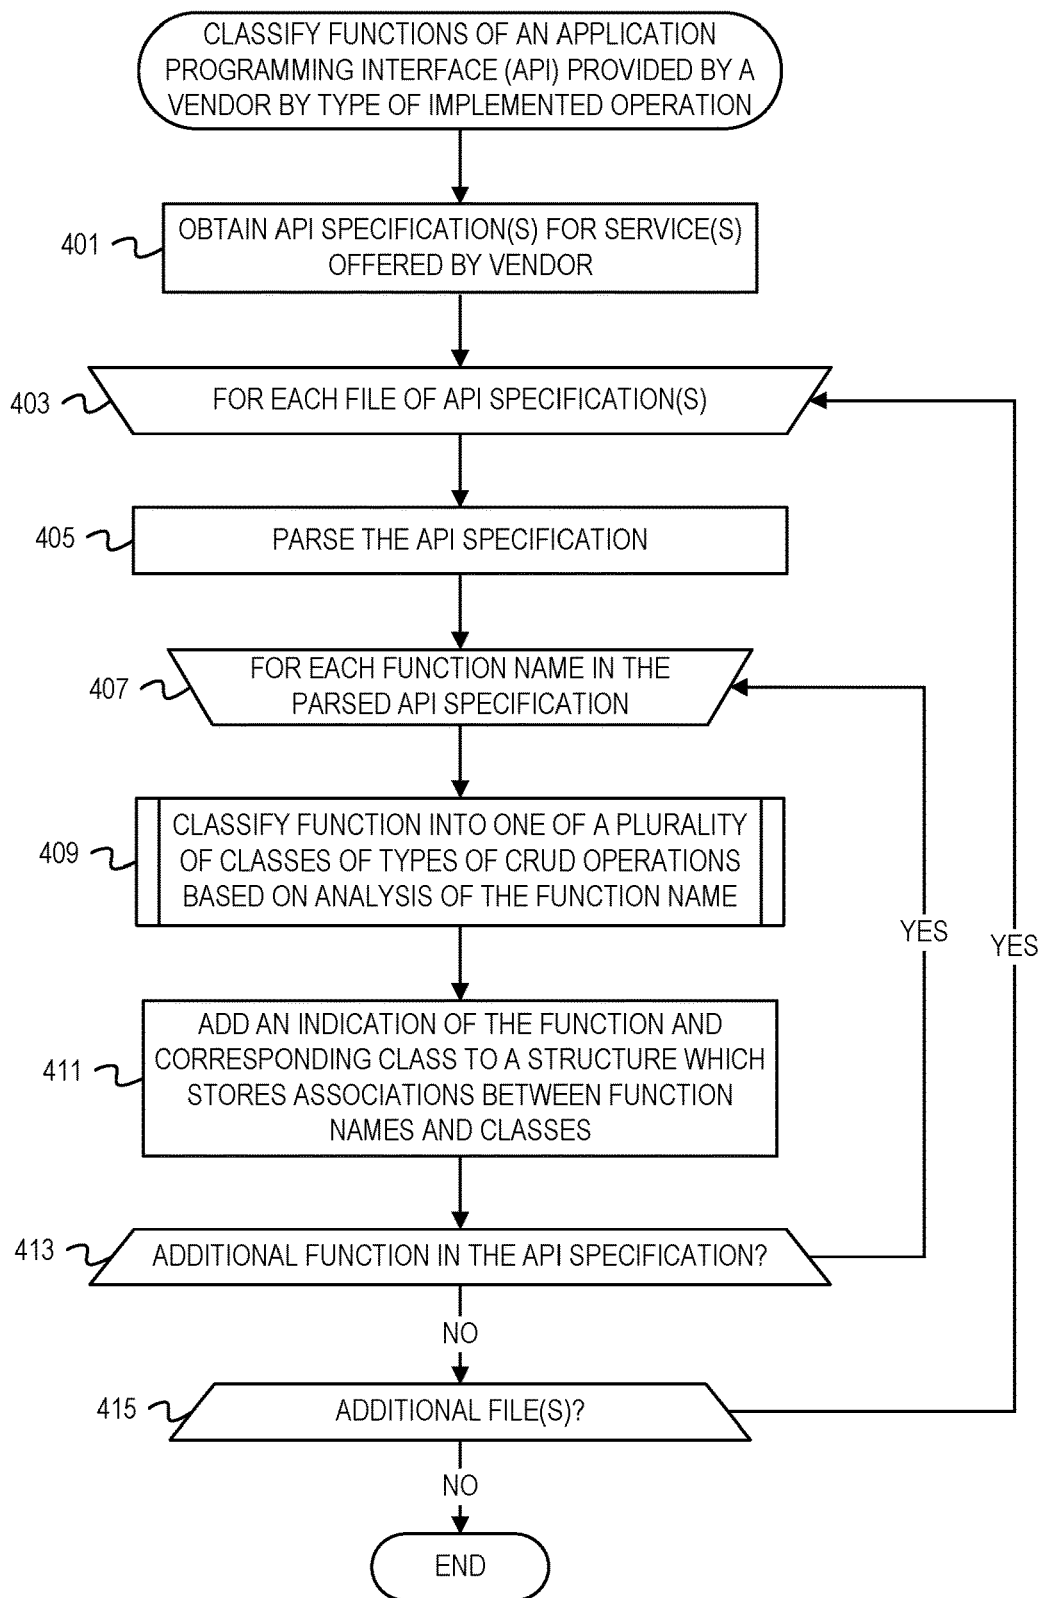 CLASSIFY FUNCTIONS OF AN APPLICATION
PROGRAMMING INTERFACE (API) PROVIDED BY A
VENDOR BY TYPE OF IMPLEMENTED OPERATION
401
OBTAIN API SPECIFICATION(S) FOR SERVICE(S)
OFFERED BY VENDOR
403
FOR EACH FILE OF API SPECIFICATION(S)
405
PARSE THE API SPECIFICATION
407
FOR EACH FUNCTION NAME IN THE
PARSED API SPECIFICATION
409
CLASSIFY FUNCTION INTO ONE OF A PLURALITY
OF CLASSES OF TYPES OF CRUD OPERATIONS
BASED ON ANALYSIS OF THE FUNCTION NAME
YES
YES
411
ADD AN INDICATION OF THE FUNCTION AND
CORRESPONDING CLASS TO A STRUCTURE WHICH
STORES ASSOCIATIONS BETWEEN FUNCTION
NAMES AND CLASSES
413
ADDITIONAL FUNCTION IN THE API SPECIFICATION?
NO
415
ADDITIONAL FILE(S)?
NO
END